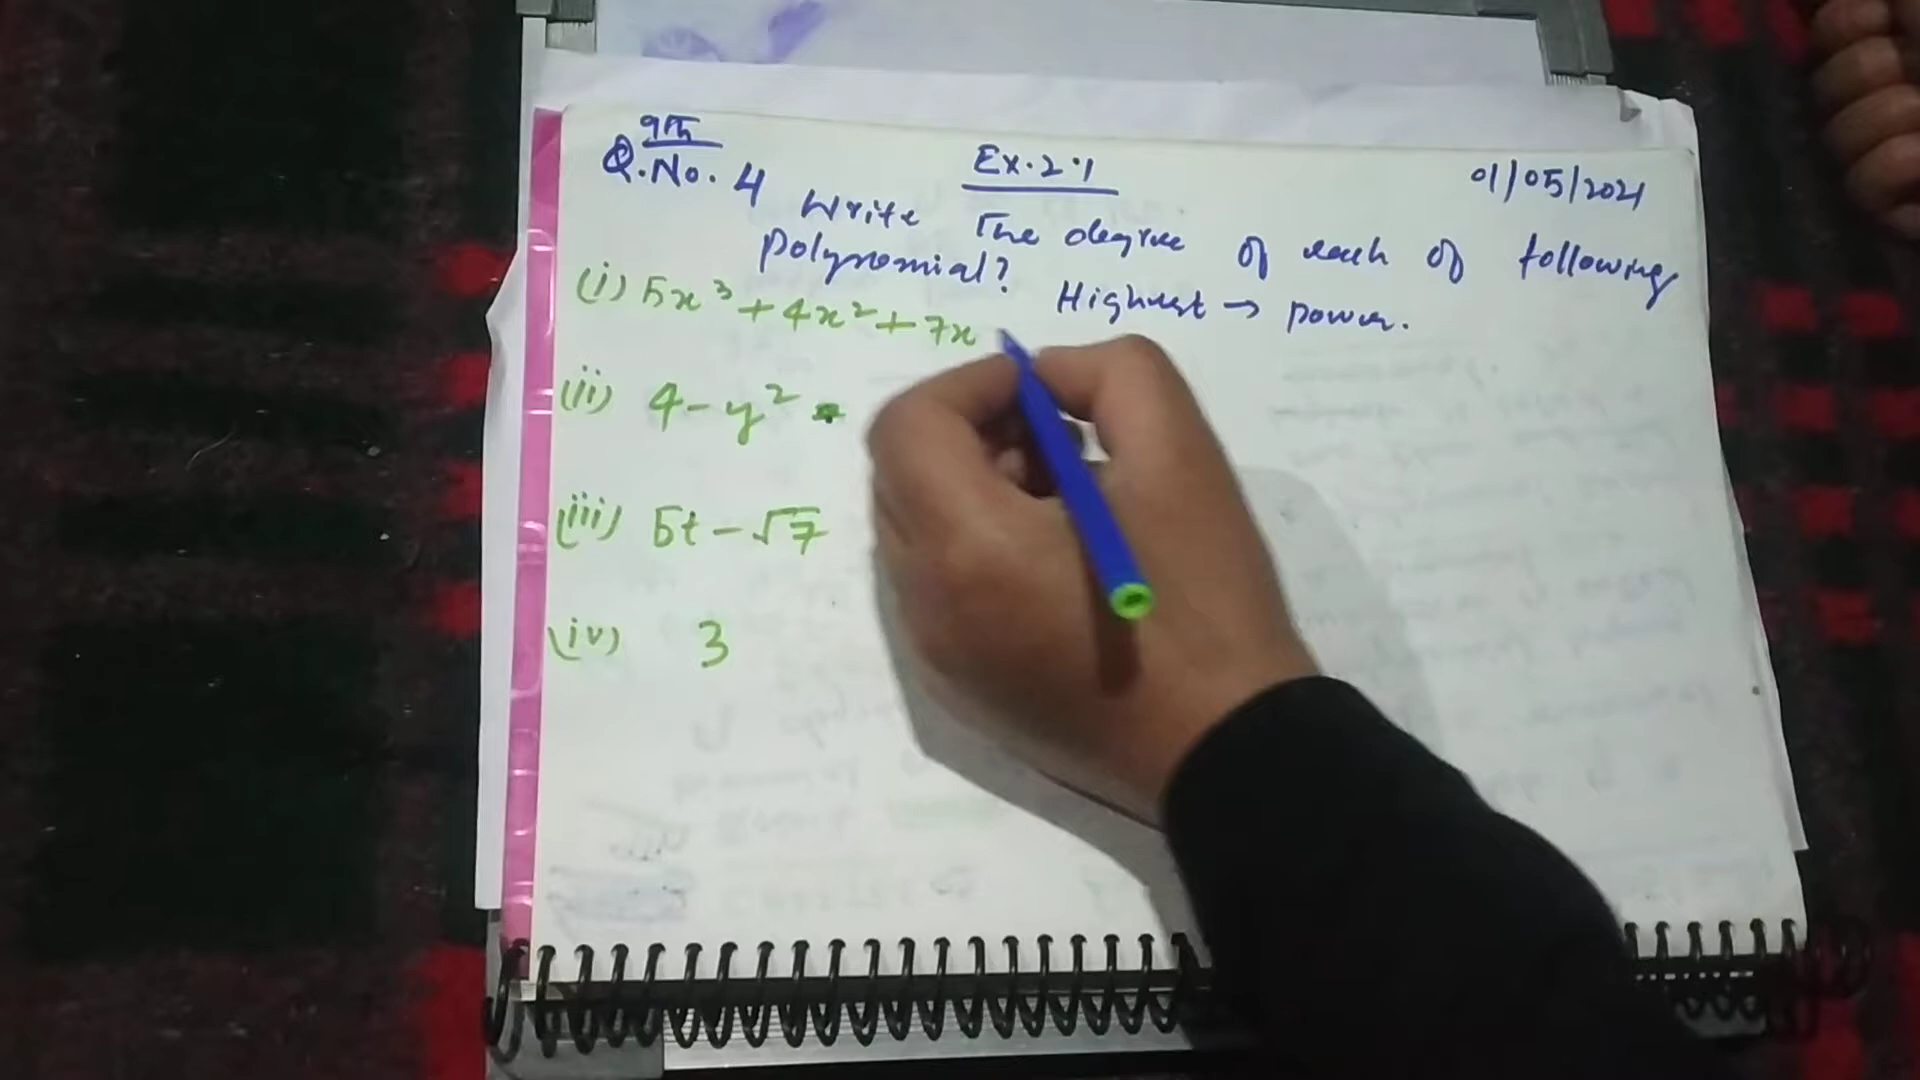 9th
Q.No. 4
Ex. 2.1
01/05/2021
Write The degree of each of following
polynomial? Highest → power.
(i) 5x³ + 4x² + 7x
(ii) 4 - y²
(iii) 5t - √7
(iv) 3